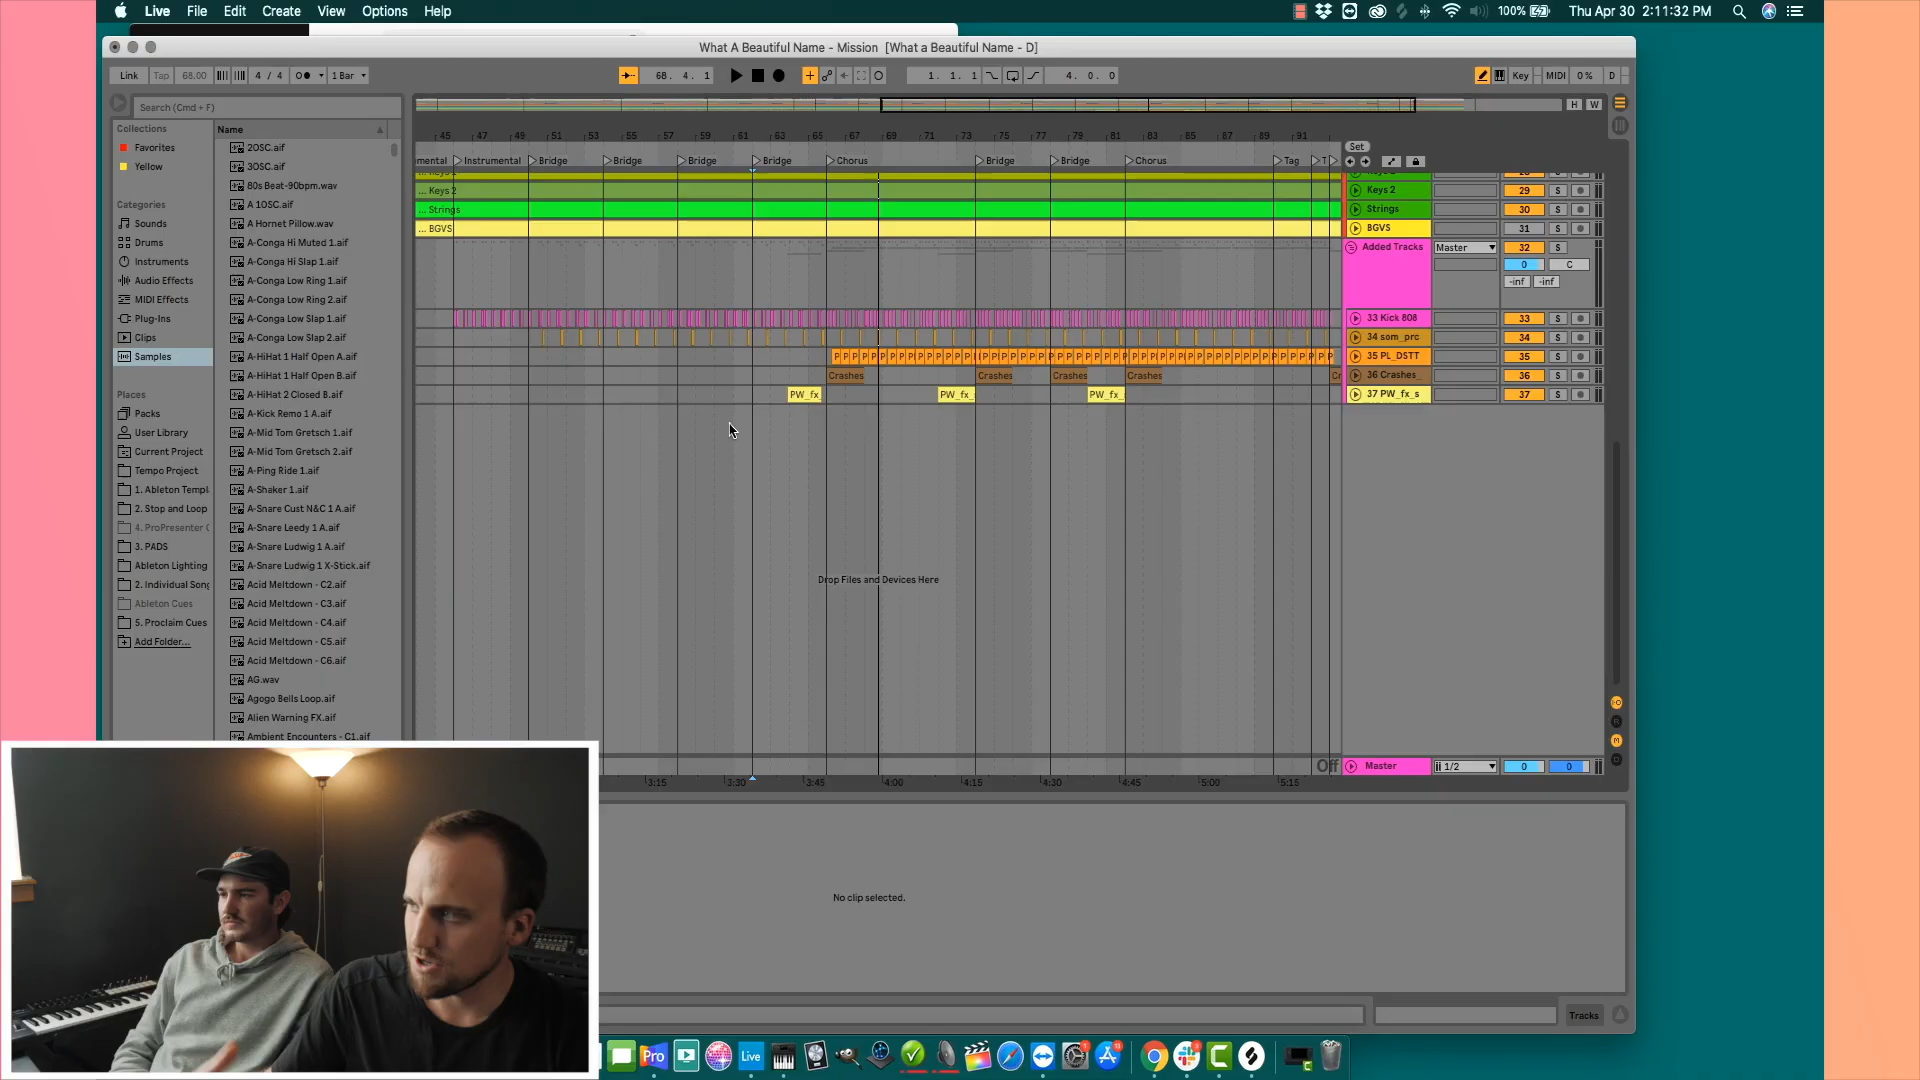 Live File Edit Create View Options Help
100% Thu Apr 30 2:11:32 PM
What A Beautiful Name - Mission [What a Beautiful Name - D]
Link Tap 68.00 4 / 4 1 Bar 68. 4. 1 1. 1. 1 4. 0. 0 Key MIDI 0% D
Search (Cmd + F)
H W
Collections
Favorites
Yellow
Categories
Sounds
Drums
Instruments
Audio Effects
MIDI Effects
Plug-Ins
Clips
Samples
Places
Packs
User Library
Current Project
Tempo Project
1. Ableton Templ
2. Stop and Loop
4. ProPresenter C
3. PADS
Ableton Lighting
2. Individual Song
Ableton Cues
5. Proclaim Cues
Add Folder...
Name
2OSC.aif
3OSC.aif
80s Beat-90bpm.wav
A 1OSC.aif
A Hornet Pillow.wav
A-Conga Hi Muted 1.aif
A-Conga Hi Slap 1.aif
A-Conga Low Ring 1.aif
A-Conga Low Ring 2.aif
A-Conga Low Slap 1.aif
A-Conga Low Slap 2.aif
A-HiHat 1 Half Open A.aif
A-HiHat 1 Half Open B.aif
A-HiHat 2 Closed B.aif
A-Kick Remo 1 A.aif
A-Mid Tom Gretsch 1.aif
A-Mid Tom Gretsch 2.aif
A-Ping Ride 1.aif
A-Shaker 1.aif
A-Snare Cust N&C 1 A.aif
A-Snare Leedy 1 A.aif
A-Snare Ludwig 1 A.aif
A-Snare Ludwig 1 X-Stick.aif
Acid Meltdown - C2.aif
Acid Meltdown - C3.aif
Acid Meltdown - C4.aif
Acid Meltdown - C5.aif
Acid Meltdown - C6.aif
AG.wav
Agogo Bells Loop.aif
Alien Warning FX.aif
Ambient Encounters - C1.aif
45 47 49 51 53 55 57 59 61 63 65 67 69 71 73 75 77 79 81 83 85 87 89 91
Set
mental Instrumental Bridge Bridge Bridge Bridge Chorus Bridge Bridge Chorus Tag T
... Keys 2 Keys 2 29 S
... Strings Strings 30 S
... BGVS BGVS 31 S
Added Tracks Master 32 S
0 C
-inf -inf
33 Kick 808 33 S
34 som_prc 34 S
P P P P P P P P P P P P P P P P P P P P P P P P P P P 35 PL_DSTT 35 S
Crashes Crashes Crashes Crashes Cr 36 Crashes_ 36 S
PW_fx PW_fx_ PW_fx_ 37 PW_fx_s 37 S
Drop Files and Devices Here
Off Master 1/2 0 0
3:15 3:30 3:45 4:00 4:15 4:30 4:45 5:00 5:15
No clip selected.
Tracks
Pro Live